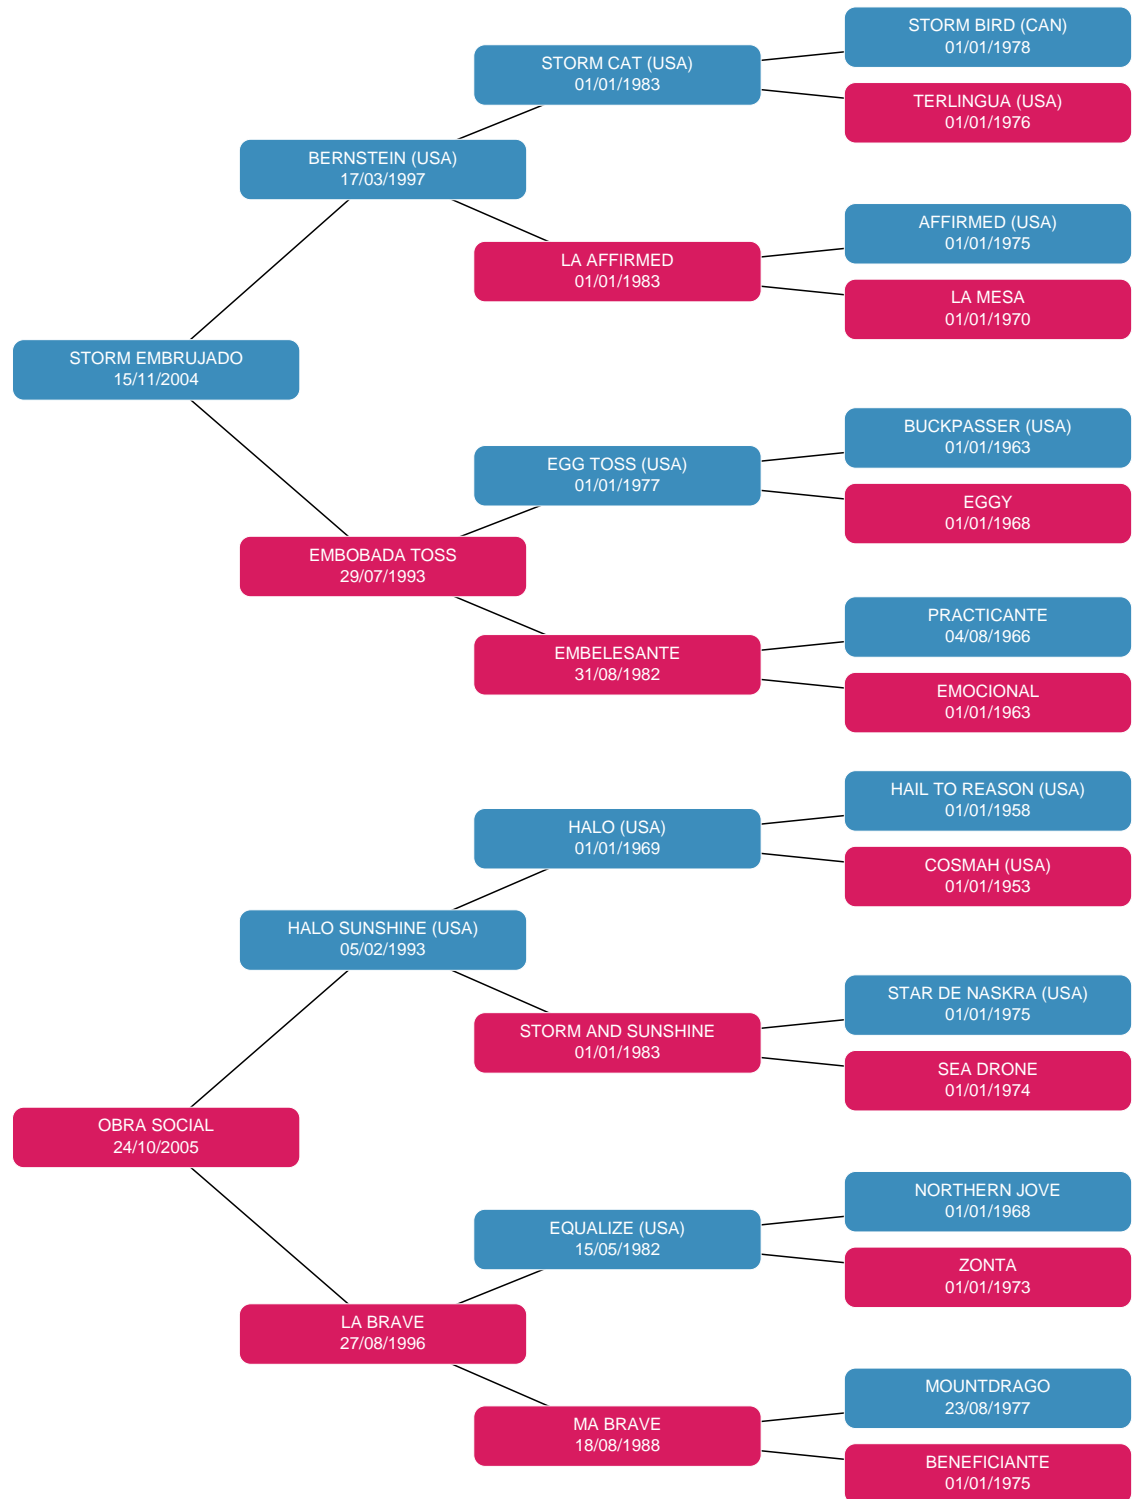 STORM BIRD (CAN)
01/01/1978
STORM CAT (USA)
01/01/1983
TERLINGUA (USA)
01/01/1976
BERNSTEIN (USA)
17/03/1997
AFFIRMED (USA)
01/01/1975
LA AFFIRMED
01/01/1983
LA MESA
01/01/1970
STORM EMBRUJADO
15/11/2004
BUCKPASSER (USA)
01/01/1963
EGG TOSS (USA)
01/01/1977
EGGY
01/01/1968
EMBOBADA TOSS
29/07/1993
PRACTICANTE
04/08/1966
EMBELESANTE
31/08/1982
EMOCIONAL
01/01/1963
HAIL TO REASON (USA)
01/01/1958
HALO (USA)
01/01/1969
COSMAH (USA)
01/01/1953
HALO SUNSHINE (USA)
05/02/1993
STAR DE NASKRA (USA)
01/01/1975
STORM AND SUNSHINE
01/01/1983
SEA DRONE
01/01/1974
OBRA SOCIAL
24/10/2005
NORTHERN JOVE
01/01/1968
EQUALIZE (USA)
15/05/1982
ZONTA
01/01/1973
LA BRAVE
27/08/1996
MOUNTDRAGO
23/08/1977
MA BRAVE
18/08/1988
BENEFICIANTE
01/01/1975